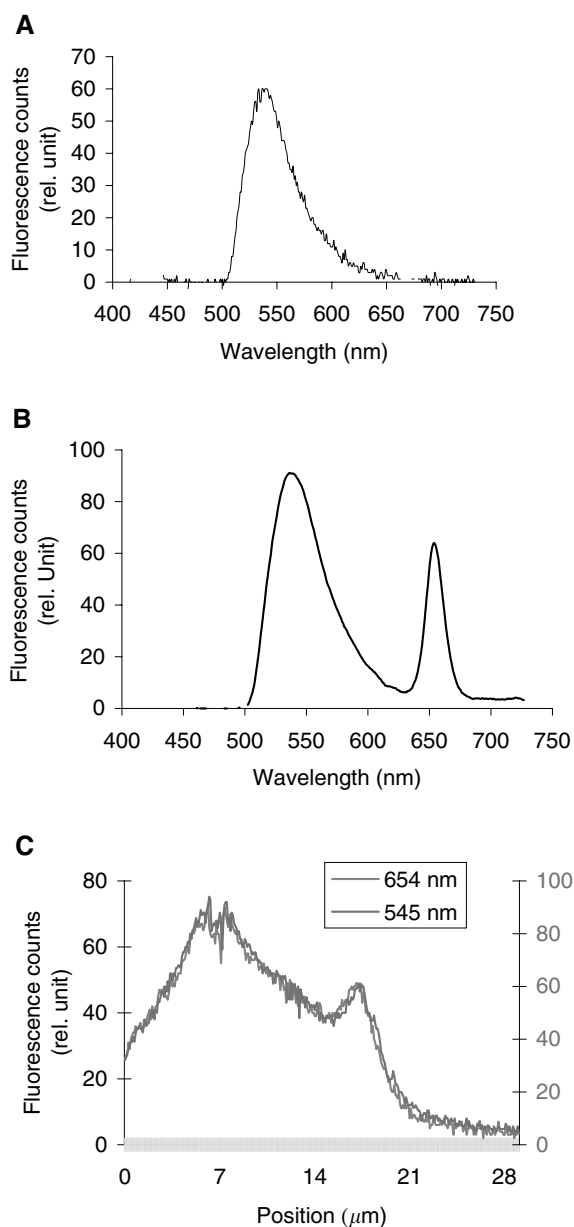 A
Fluorescence counts
(rel. unit)
70
60
50
40
30
20
10
0
400 450 500 550 600 650 700 750
Wavelength (nm)
B
Fluorescence counts
(rel. Unit)
100
80
60
40
20
0
400 450 500 550 600 650 700 750
Wavelength (nm)
C
Fluorescence counts
(rel. unit)
80
60
40
20
0
654 nm
545 nm
100
80
60
40
20
0
0 7 14 21 28
Position (μm)